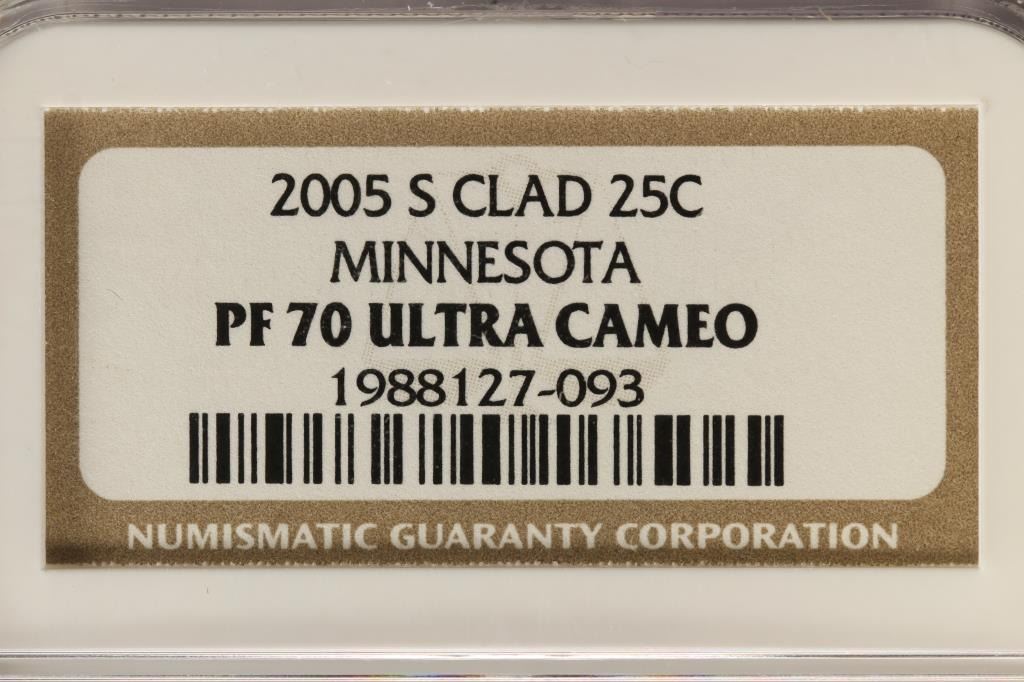 2005 S CLAD 25C
MINNESOTA
PF 70 ULTRA CAMEO
1988127-093
NUMISMATIC GUARANTY CORPORATION